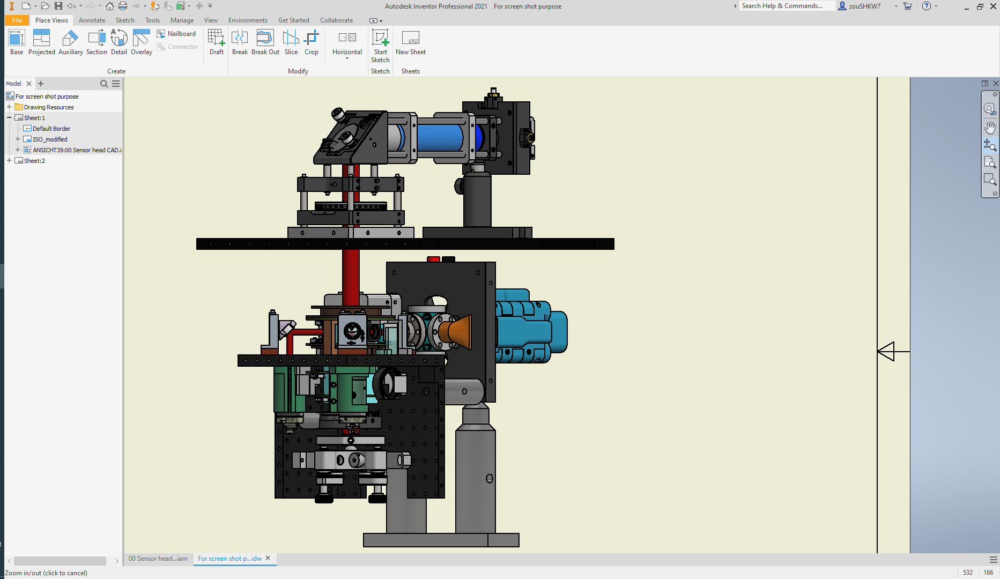 Autodesk Inventor Professional 2021 For screen shot purpose
Search Help & Commands...
zouSHKW7
File Place Views Annotate Sketch Tools Manage View Environments Get Started Collaborate
Nailboard
Connector
Base Projected Auxiliary Section Detail Overlay Draft Break Break Out Slice Crop Horizontal Start Sketch New Sheet
Create Modify Sketch Sheets
Model
For screen shot purpose
Drawing Resources
Sheet:1
Default Border
ISO_modified
ANSICHT39:00 Sensor head CAD.i
Sheet:2
2D
00 Sensor head...iam
For screen shot p...idw
Zoom in/out (click to cancel)
532 166